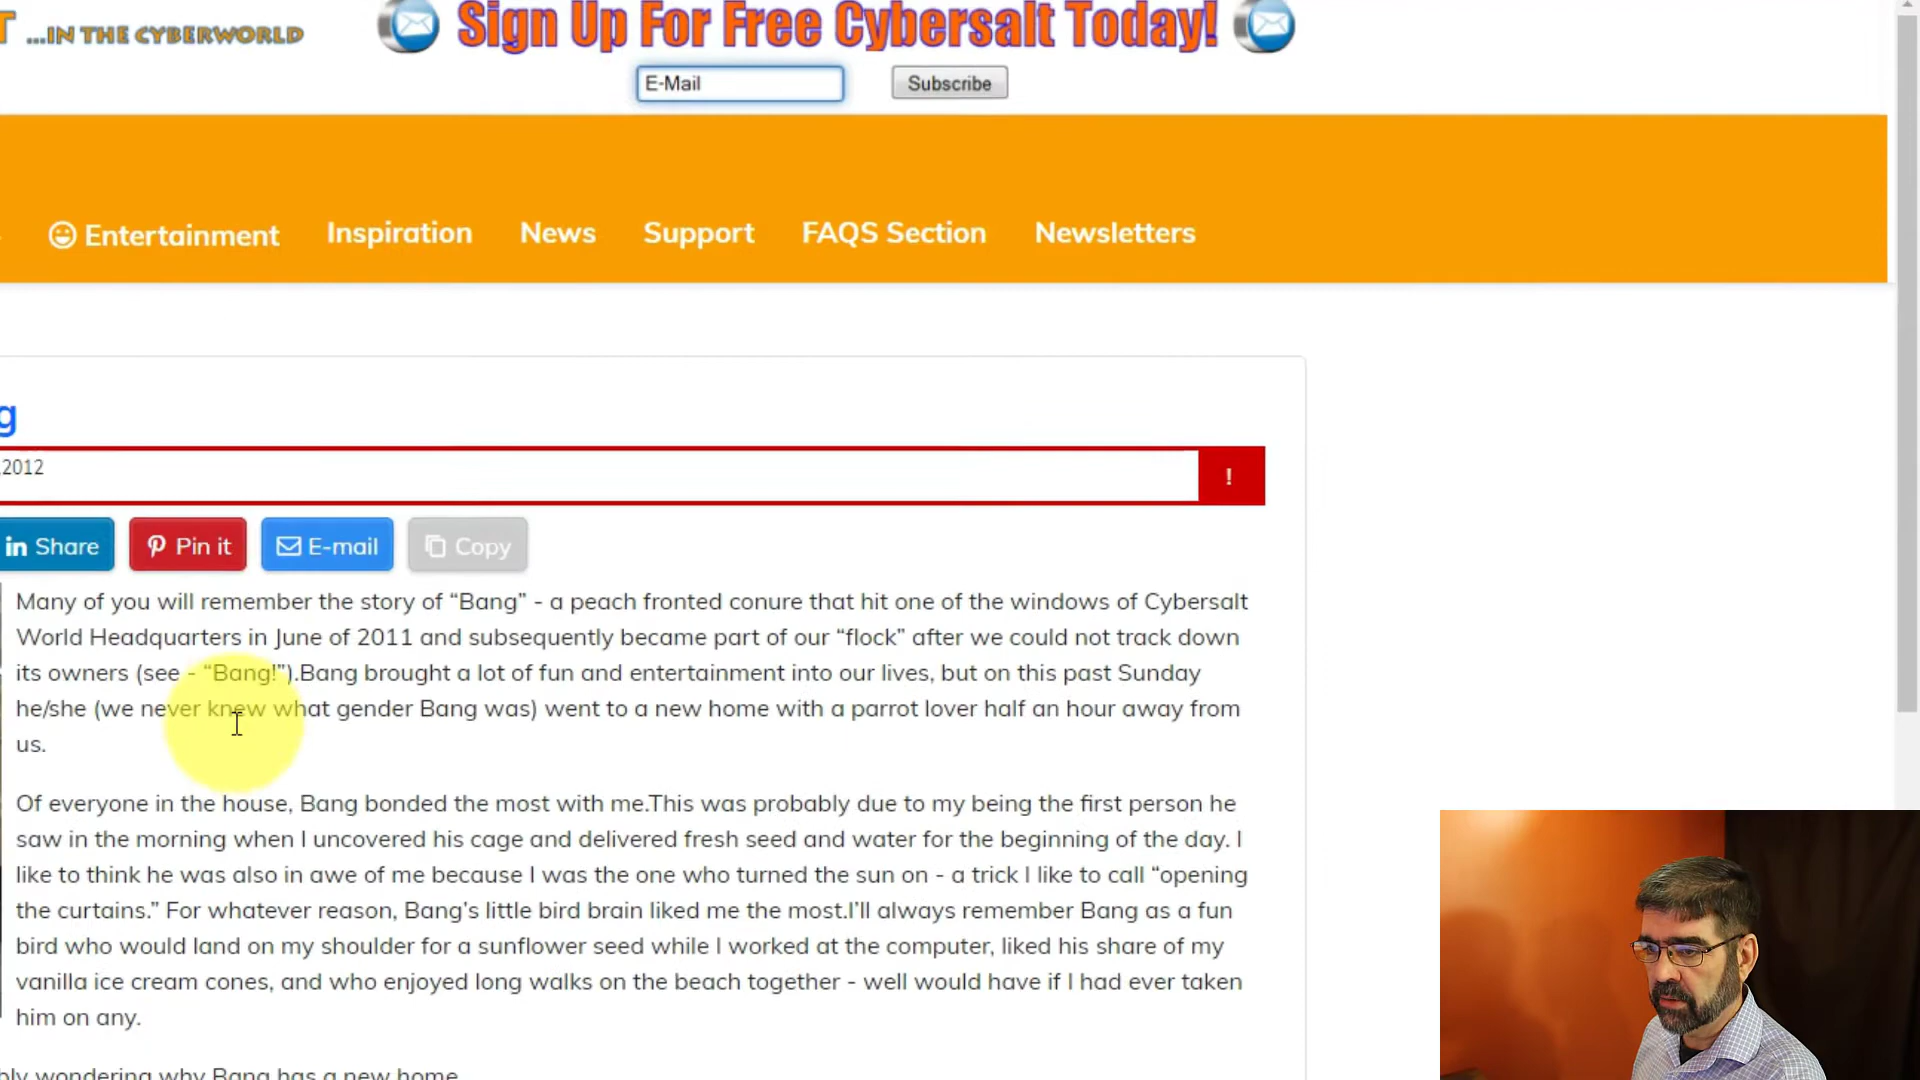 ...IN THE CYBERWORLD
Sign Up For Free Cybersalt Today!
E-Mail
Subscribe
Entertainment
Inspiration
News
Support
FAQS Section
Newsletters
g
,2012
!
in Share
Pin it
E-mail
Copy
Many of you will remember the story of “Bang” - a peach fronted conure that hit one of the windows of Cybersalt
World Headquarters in June of 2011 and subsequently became part of our “flock” after we could not track down
its owners (see - “Bang!”).Bang brought a lot of fun and entertainment into our lives, but on this past Sunday
he/she (we never knew what gender Bang was) went to a new home with a parrot lover half an hour away from
us.
Of everyone in the house, Bang bonded the most with me.This was probably due to my being the first person he
saw in the morning when I uncovered his cage and delivered fresh seed and water for the beginning of the day. I
like to think he was also in awe of me because I was the one who turned the sun on - a trick I like to call “opening
the curtains.” For whatever reason, Bang’s little bird brain liked me the most.I’ll always remember Bang as a fun
bird who would land on my shoulder for a sunflower seed while I worked at the computer, liked his share of my
vanilla ice cream cones, and who enjoyed long walks on the beach together - well would have if I had ever taken
him on any.
bly wondering why Bang has a new home.